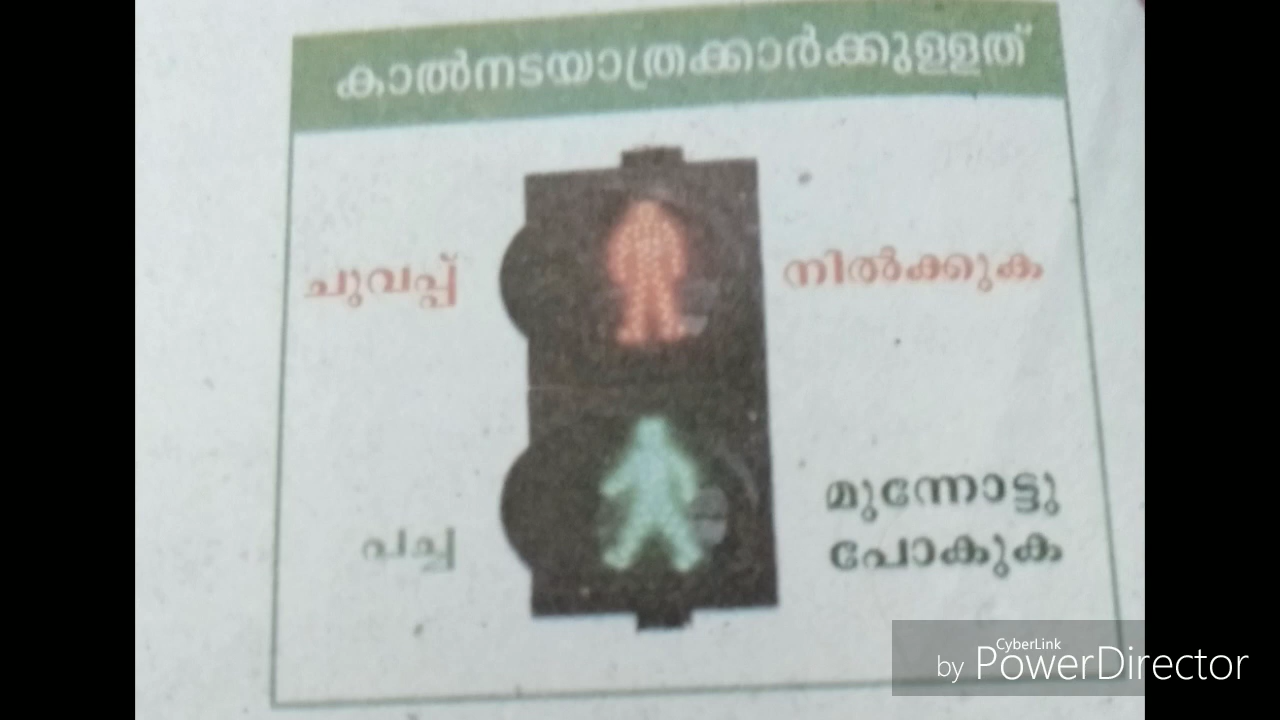 കാൽനടയാത്രക്കാർക്കുള്ളത്
ചുവപ്പ്
നിൽക്കുക
പച്ച
മുന്നോട്ടു
പോകുക
CyberLink
by PowerDirector